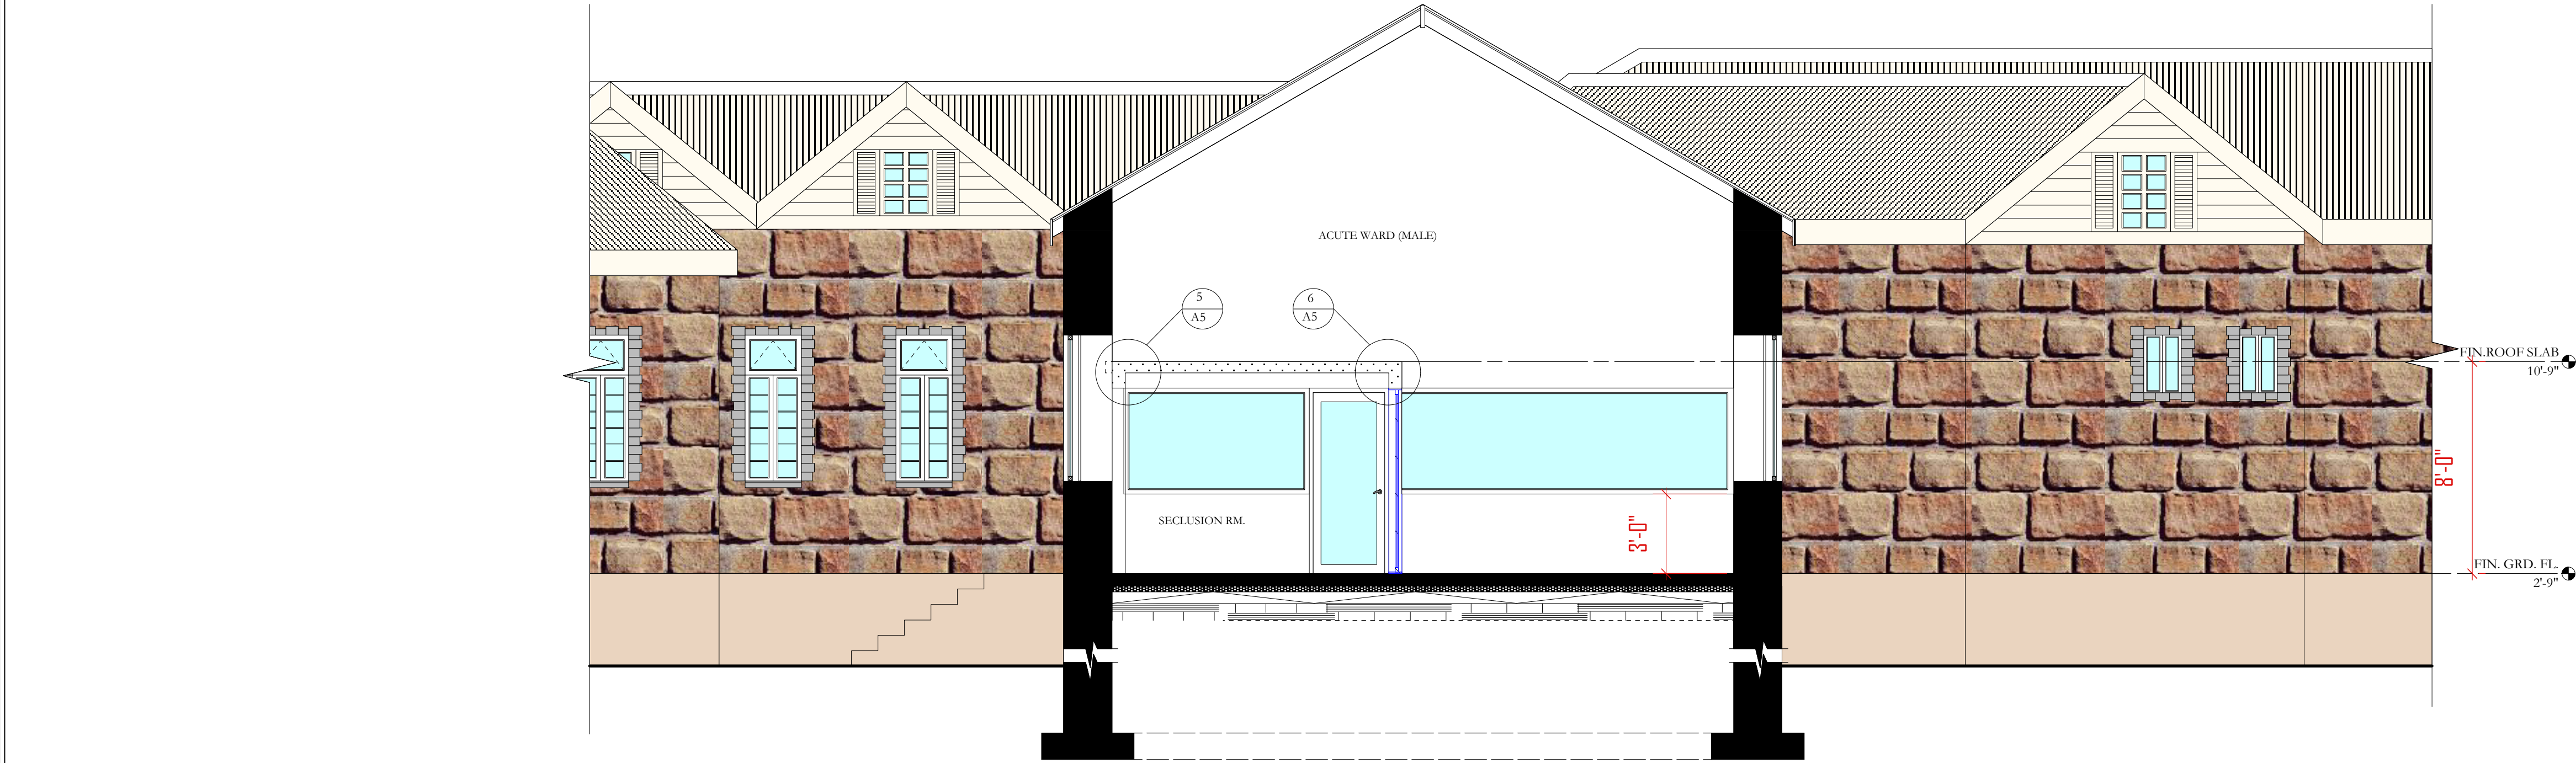 ACUTE WARD (MALE)
5
A5
6
A5
FIN.ROOF SLAB
10'-9"
8'-0"
3'-0"
SECLUSION RM.
FIN. GRD. FL.
2'-9"